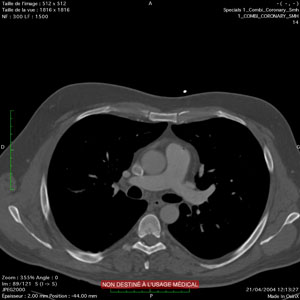 Taille de l'image : 512 x 512
Taille de la vue : 1816 x 1816
NF : 300 LF : 1500
A
- ( - , - )
Specials 1_Combi_Coronary_Smh
1_COMBI_CORONARY_SMH
14
D
G
Zoom : 355% Angle : 0
Im : 89/121 S (I -> S)
JPEG2000
Epaisseur : 2.00 mm Position : -44.00 mm
NON DESTINÉ À L'USAGE MÉDICAL
P
21/04/2004 12:13:27
Made In OsiriX